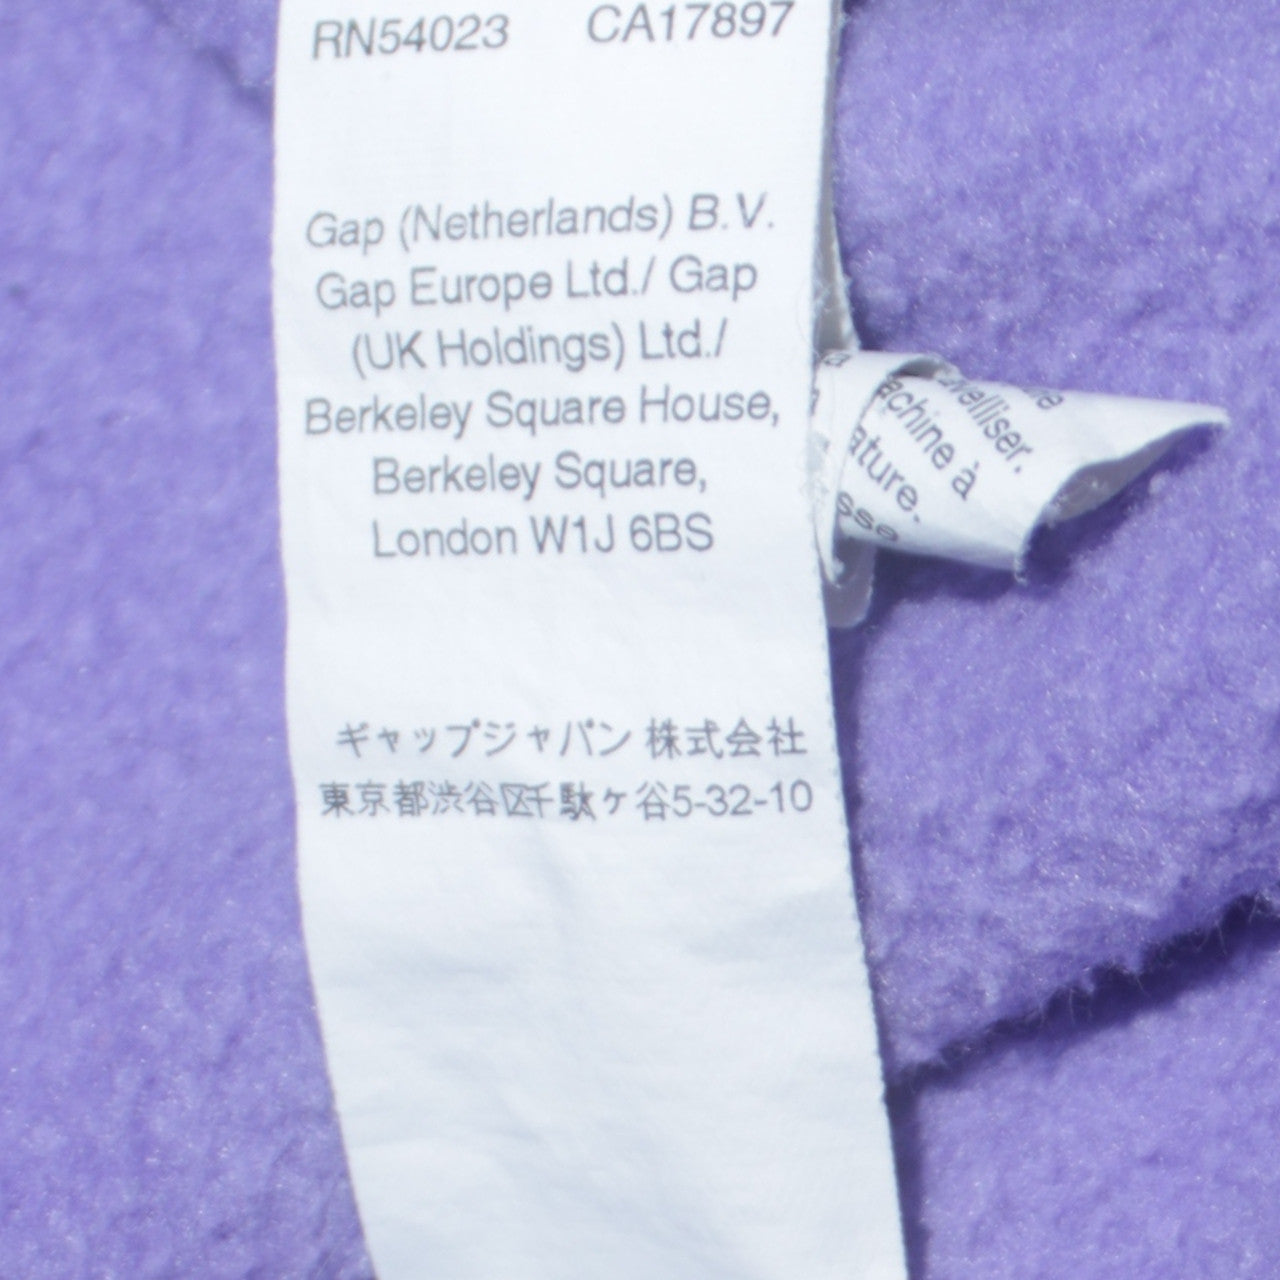 RN54023 CA17897
Gap (Netherlands) B.V.
Gap Europe Ltd./ Gap
(UK Holdings) Ltd./
Berkeley Square House,
Berkeley Square,
London W1J 6BS
ギャップジャパン 株式会社
東京都渋谷区千駄ヶ谷5-32-10
à